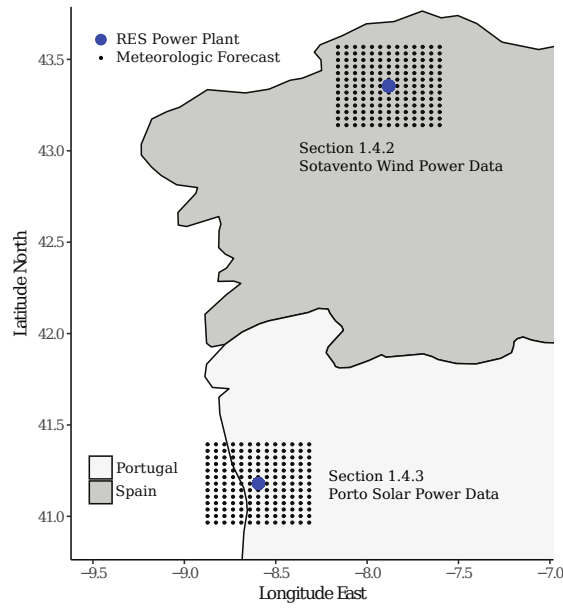 RES Power Plant
Meteorologic Forecast
Section 1.4.2
Sotavento Wind Power Data
Section 1.4.3
Porto Solar Power Data
Portugal
Spain
Latitude North
43.5
43.0
42.5
42.0
41.5
41.0
−9.5 −9.0 −8.5 −8.0 −7.5 −7.0
Longitude East